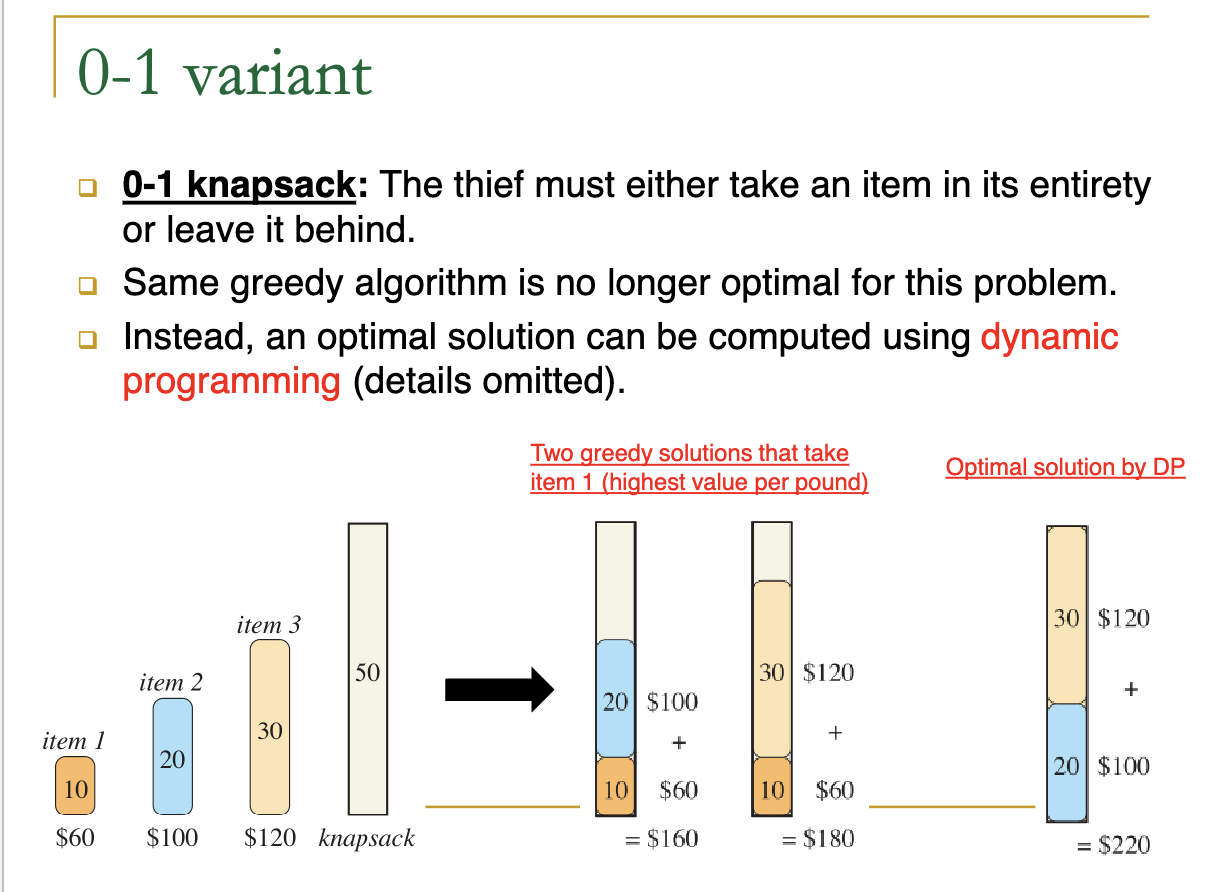 0-1 variant
0-1 knapsack: The thief must either take an item in its entirety
or leave it behind.
Same greedy algorithm is no longer optimal for this problem.
Instead, an optimal solution can be computed using dynamic
programming (details omitted).
Two greedy solutions that take
item 1 (highest value per pound)
Optimal solution by DP
item 1
10
$60
item 2
20
$100
item 3
30
$120
50
knapsack
20 $100
+
10 $60
= $160
30 $120
+
10 $60
= $180
30 $120
+
20 $100
= $220